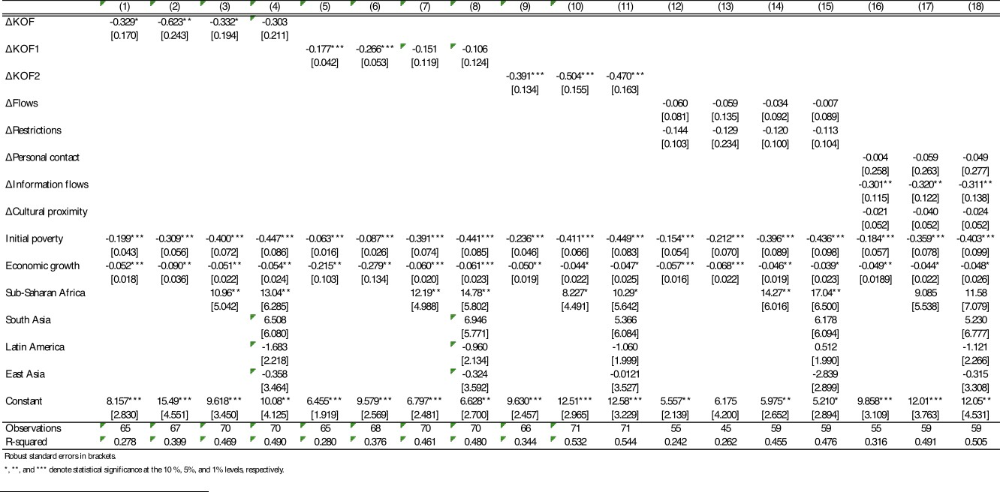 (1) (2) (3) (4) (5) (6) (7) (8) (9) (10) (11) (12) (13) (14) (15) (16) (17) (18)
ΔKOF -0.329* -0.623** -0.332* -0.303
[0.170] [0.243] [0.194] [0.211]
ΔKOF1 -0.177*** -0.266*** -0.151 -0.106
[0.042] [0.053] [0.119] [0.124]
ΔKOF2 -0.391*** -0.504*** -0.470***
[0.134] [0.155] [0.163]
ΔFlows -0.060 -0.059 -0.034 -0.007
[0.081] [0.135] [0.092] [0.089]
ΔRestrictions -0.144 -0.129 -0.120 -0.113
[0.103] [0.234] [0.100] [0.104]
ΔPersonal contact -0.004 -0.059 -0.049
[0.258] [0.263] [0.277]
ΔInformation flows -0.301** -0.320** -0.311**
[0.115] [0.122] [0.138]
ΔCultural proximity -0.021 -0.040 -0.024
[0.052] [0.052] [0.052]
Initial poverty -0.199*** -0.309*** -0.400*** -0.447*** -0.063*** -0.087*** -0.391*** -0.441*** -0.236*** -0.411*** -0.449*** -0.154*** -0.212*** -0.396*** -0.436*** -0.184*** -0.359*** -0.403***
[0.043] [0.056] [0.072] [0.086] [0.016] [0.026] [0.074] [0.085] [0.046] [0.066] [0.083] [0.054] [0.070] [0.089] [0.098] [0.057] [0.078] [0.099]
Economic growth -0.052*** -0.090** -0.051** -0.054** -0.215** -0.279** -0.060*** -0.061*** -0.050** -0.044* -0.047* -0.057*** -0.068*** -0.046** -0.039* -0.049** -0.044* -0.048*
[0.018] [0.036] [0.022] [0.024] [0.103] [0.134] [0.020] [0.023] [0.019] [0.022] [0.025] [0.016] [0.022] [0.019] [0.023] [0.0189] [0.022] [0.026]
Sub-Saharan Africa 10.96** 13.04** 12.19** 14.78** 8.227* 10.29* 14.27** 17.04** 9.085 11.58
[5.042] [6.285] [4.988] [5.802] [4.491] [5.642] [6.016] [6.500] [5.538] [7.079]
South Asia 6.508 6.946 5.366 6.178 5.230
[6.080] [5.771] [6.084] [6.094] [6.777]
Latin America -1.683 -0.960 -1.060 0.512 -1.121
[2.218] [2.134] [1.999] [1.990] [2.266]
East Asia -0.358 -0.324 -0.0121 -2.839 -0.315
[3.464] [3.592] [3.527] [2.899] [3.308]
Constant 8.157*** 15.49*** 9.618*** 10.08** 6.455*** 9.579*** 6.797*** 6.628** 9.630*** 12.51*** 12.58*** 5.557** 6.175 5.975** 5.210* 9.858*** 12.01*** 12.05**
[2.830] [4.551] [3.450] [4.125] [1.919] [2.569] [2.481] [2.700] [2.457] [2.965] [3.229] [2.139] [4.200] [2.652] [2.894] [3.109] [3.763] [4.531]
Observations 65 67 70 70 65 68 70 70 66 71 71 55 45 59 59 55 59 59
R-squared 0.278 0.399 0.469 0.490 0.280 0.376 0.461 0.480 0.344 0.532 0.544 0.242 0.262 0.455 0.476 0.316 0.491 0.505
Robust standard errors in brackets.
*, **, and *** denote statistical significance at the 10 %, 5%, and 1% levels, respectively.